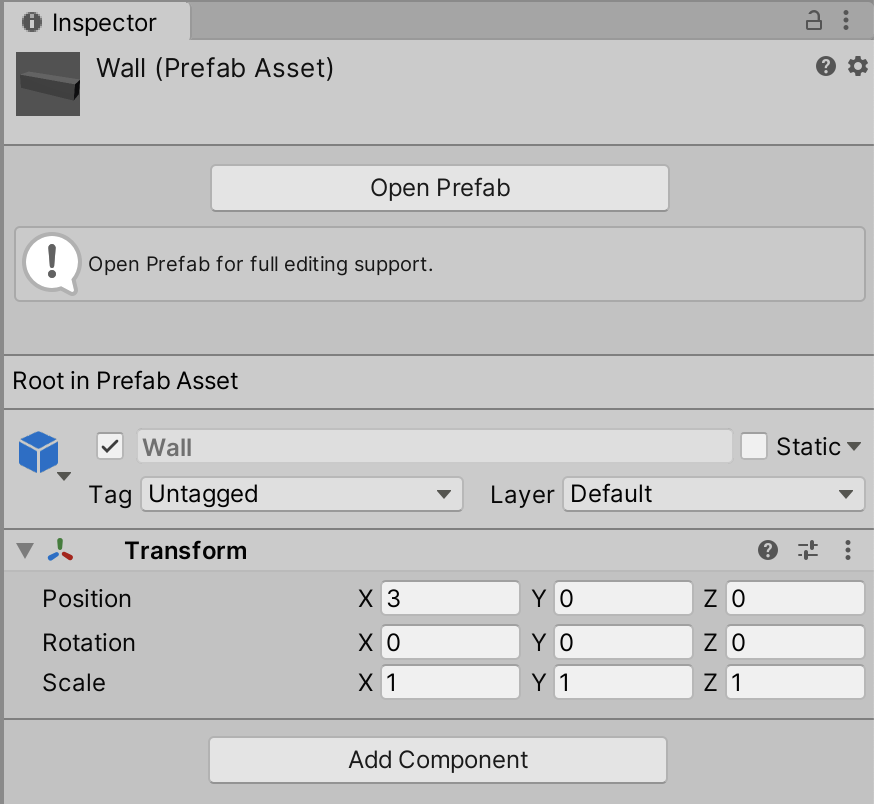 Inspector
Wall (Prefab Asset)
Open Prefab
Open Prefab for full editing support.
Root in Prefab Asset
Wall Static
Tag Untagged Layer Default
Transform
Position X 3 Y 0 Z 0
Rotation X 0 Y 0 Z 0
Scale X 1 Y 1 Z 1
Add Component